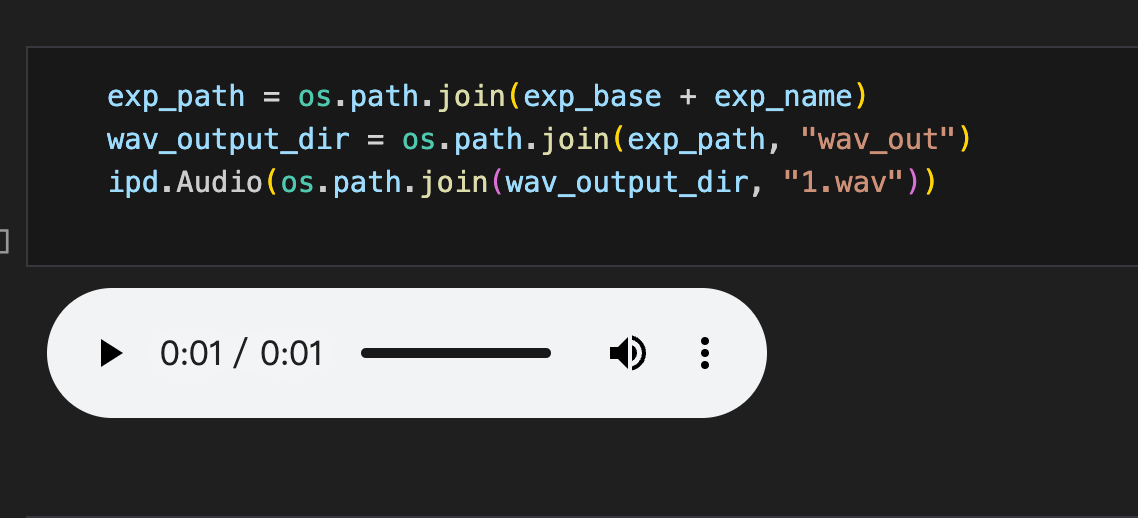 exp_path = os.path.join(exp_base + exp_name)
wav_output_dir = os.path.join(exp_path, "wav_out")
ipd.Audio(os.path.join(wav_output_dir, "1.wav"))
]
0:01 / 0:01